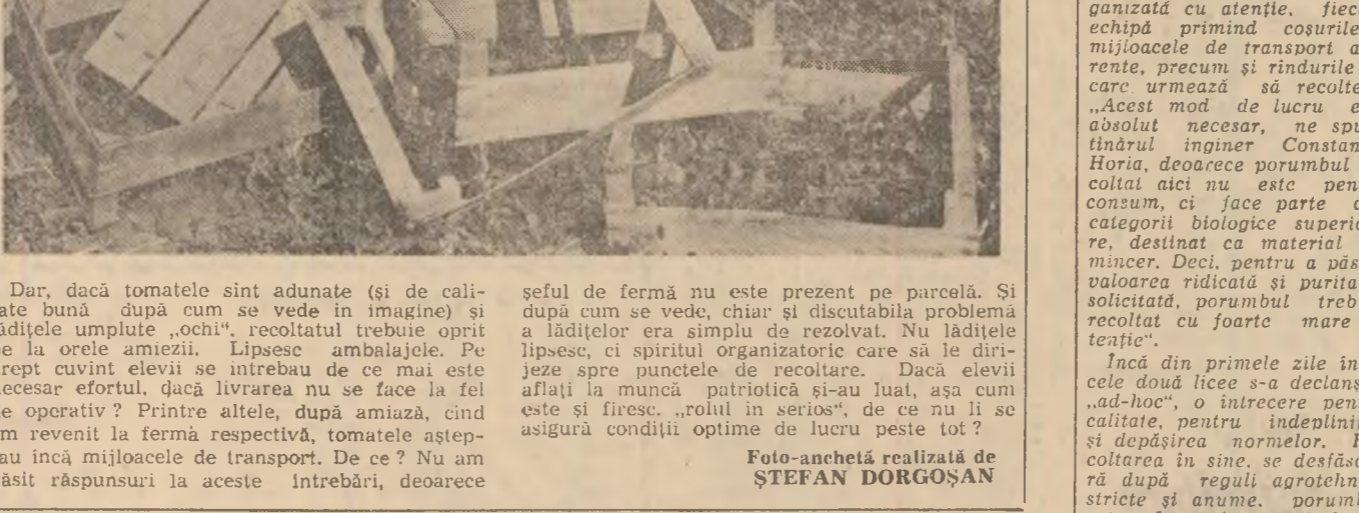 Dar, dacă tomatele sînt adunate (și de cali-
ate bună după cum se vede în imagine) și
ădițele umplute „ochi“, recoltatul trebuie oprit
e la orele amiezii. Lipsesc ambalajele. Pe
rept cuvînt elevii se întrebau de ce mai este
ecesar efortul, dacă livrarea nu se face la fel
e operativ ? Printre altele, după amiază, cînd
m revenit la ferma respectivă, tomatele aștep-
au încă mijloacele de transport. De ce ? Nu am
ăsit răspunsuri la aceste întrebări, deoarece
șeful de fermă nu este prezent pe parcelă. Și
după cum se vede, chiar și discutabila problemă
a lădițelor era simplu de rezolvat. Nu lădițele
lipsesc, ci spiritul organizatoric care să le diri-
jeze spre punctele de recoltare. Dacă elevii
aflați la muncă patriotică și-au luat, așa cum
este și firesc, „rolul în serios“, de ce nu li se
asigură condiții optime de lucru peste tot ?
Foto-anchetă realizată de
ȘTEFAN DORGOȘAN
ganizată cu atenție, fiec
echipă primind coșurile
mijloacele de transport a
rente, precum și rîndurile
care urmează să recolte
„Acest mod de lucru e
absolut necesar, ne spu
tînărul inginer Constan
Horia, deoarece porumbul
coltat aici nu este pen
consum, ci face parte d
categorii biologice superio
re, destinat ca material
mincer. Deci, pentru a păs
valoarea ridicată și purita
solicitată, porumbul treb
recoltat cu foarte mare
tenție“.
Încă din primele zile în
cele două licee s-a declanș
„ad-hoc“, o întrecere pen
calitate, pentru îndeplini
și depășirea normelor. R
coltarea în sine, se desfăș
ră după reguli agrotehn
stricte și anume, porumb